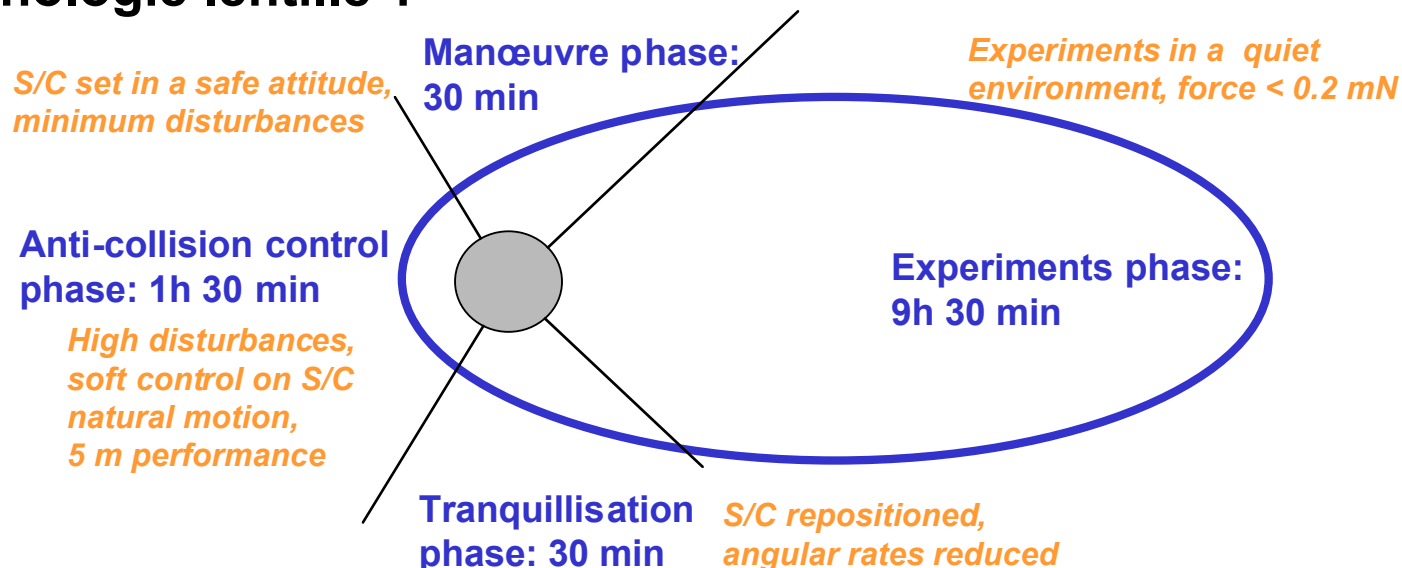 Manœuvre phase:
30 min
S/C set in a safe attitude,
minimum disturbances
Experiments in a quiet
environment, force < 0.2 mN
Anti-collision control
phase: 1h 30 min
High disturbances,
soft control on S/C
natural motion,
5 m performance
Experiments phase:
9h 30 min
Tranquillisation
phase: 30 min
S/C repositioned,
angular rates reduced